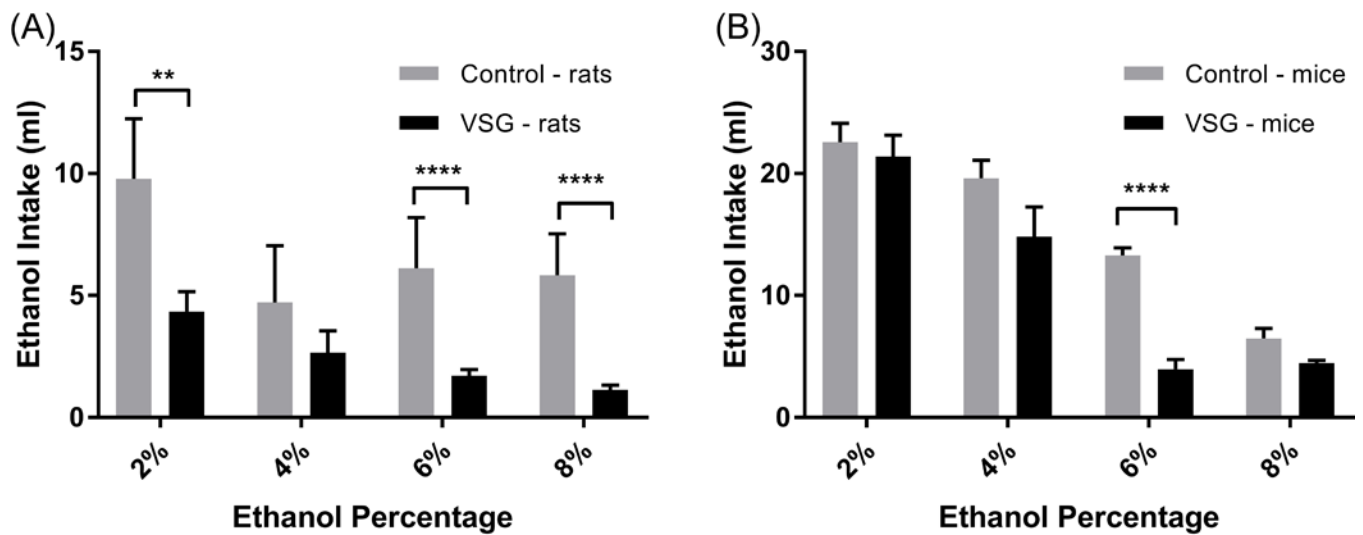 (A)
15
10
5
0
Ethanol Intake (ml)
Control - rats
VSG - rats
**
****
****
2%
4%
6%
8%
Ethanol Percentage
(B)
30
20
10
0
Ethanol Intake (ml)
Control - mice
VSG - mice
****
2%
4%
6%
8%
Ethanol Percentage